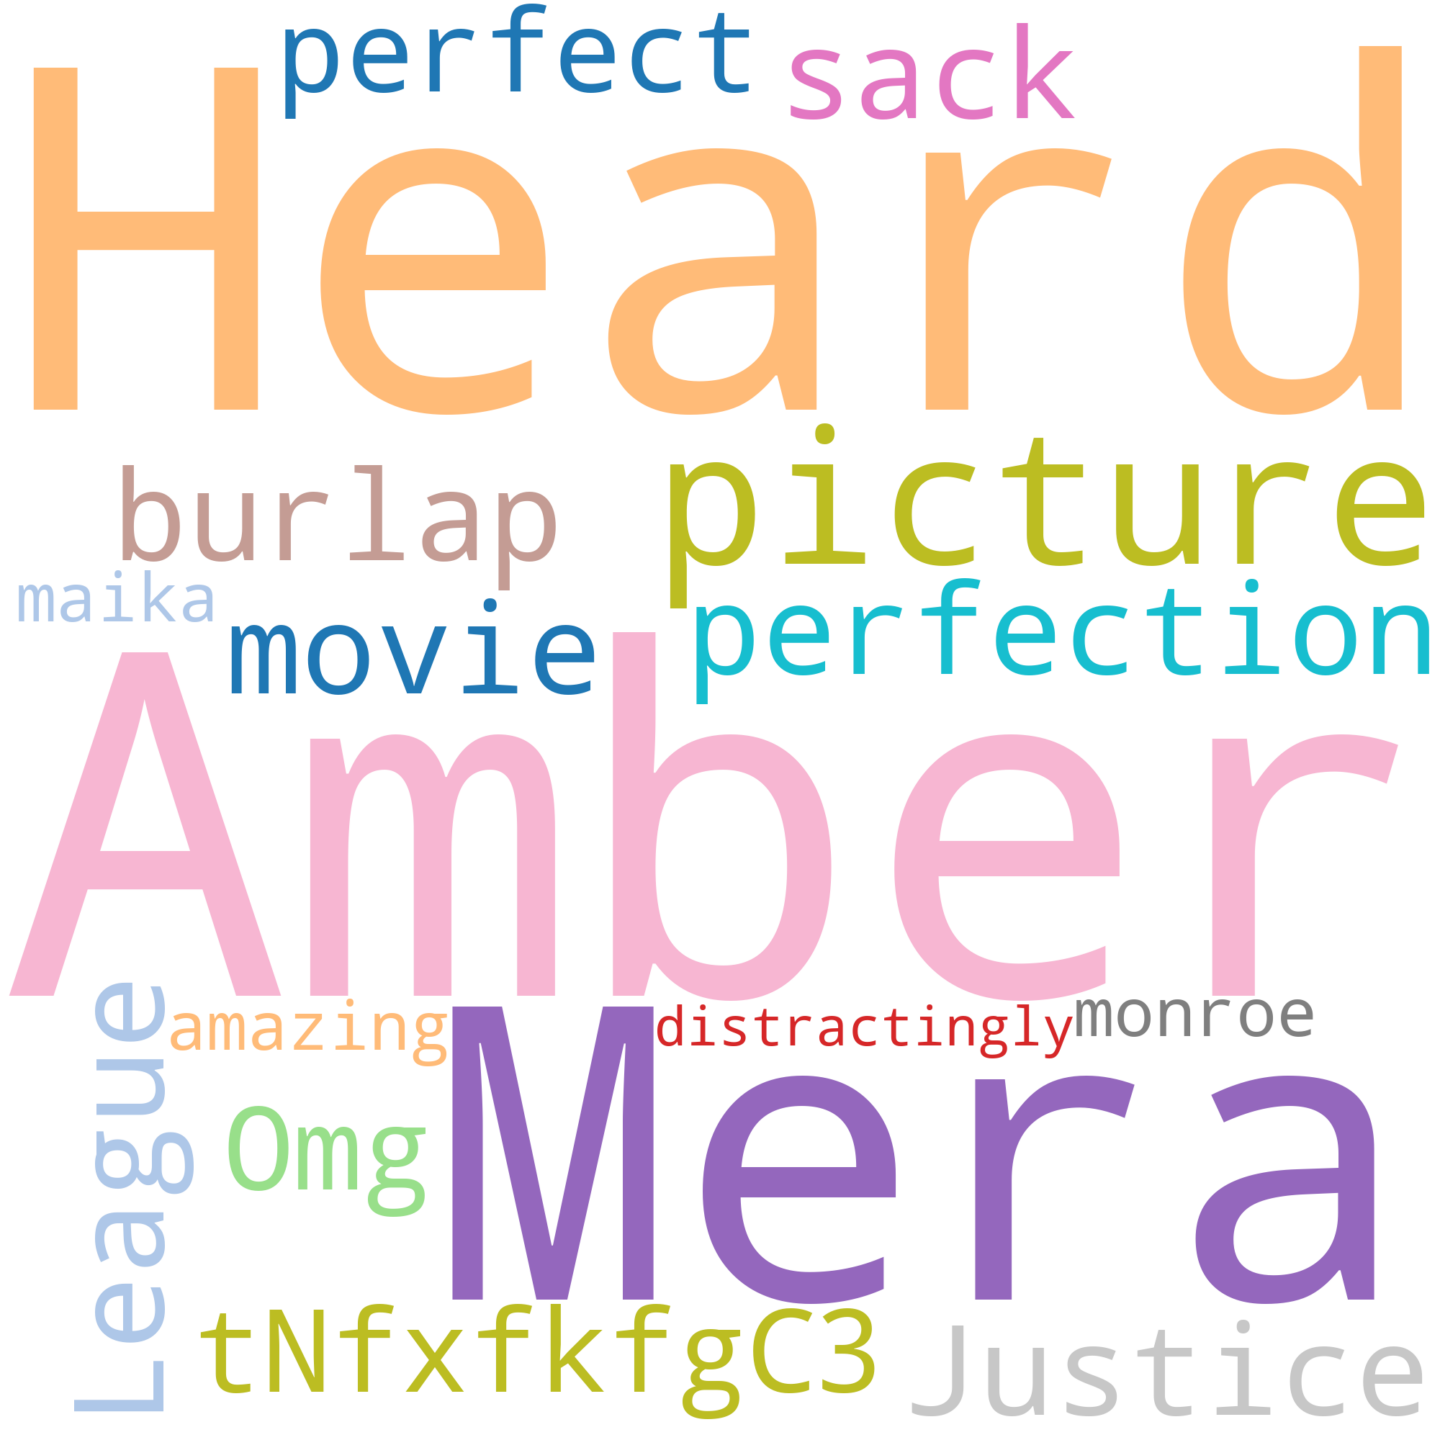 perfect
sack
Heard
burlap
picture
maika
movie
perfection
Amber
League
amazing
distractingly
monroe
Omg
Mera
tNfxfkfgC3
Justice